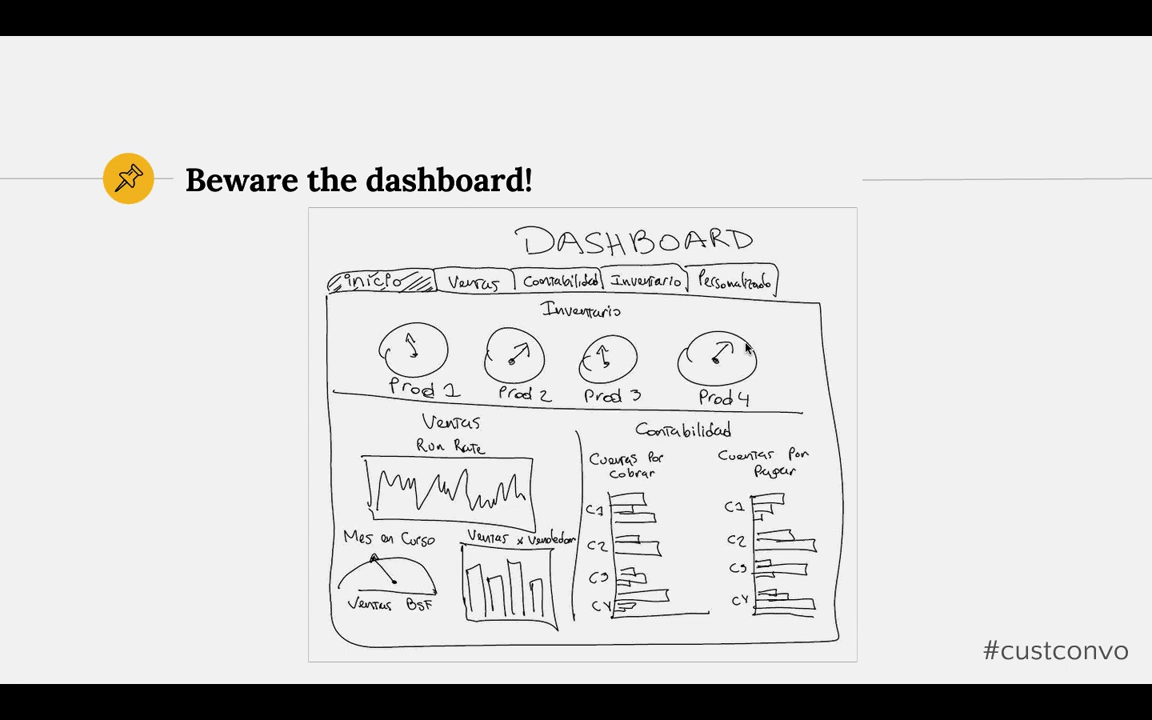 Beware the dashboard!
DASHBOARD
inicio Ventas Contabilidad Inventario Personalizado
Inventario
Prod 1 Prod 2 Prod 3 Prod 4
Ventas
Run Rate
Mes en Curso
Ventas BsF
Ventas x Vendedor
Contabilidad
Cuentas Por
Cobrar
C1
C2
C3
C4
Cuentas Por
Pagar
C1
C2
C3
C4
#custconvo